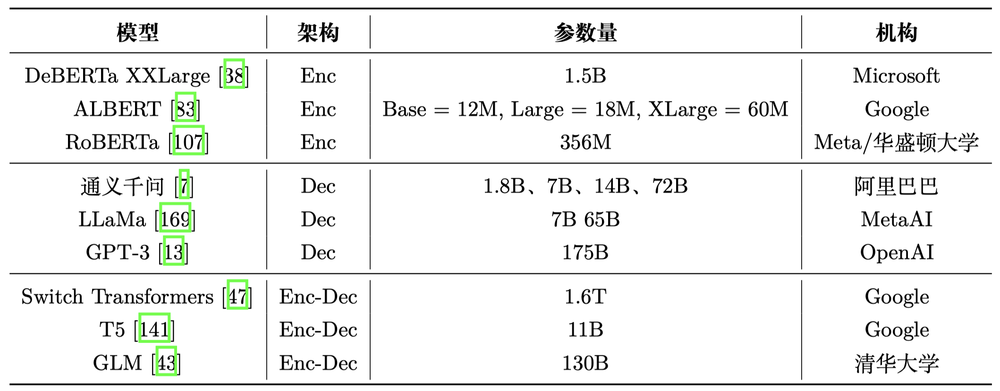 模型 架构 参数量 机构
DeBERTa XXLarge [38] Enc 1.5B Microsoft
ALBERT [83] Enc Base = 12M, Large = 18M, XLarge = 60M Google
RoBERTa [107] Enc 356M Meta/华盛顿大学
通义千问 [7] Dec 1.8B、7B、14B、72B 阿里巴巴
LLaMa [169] Dec 7B 65B MetaAI
GPT-3 [13] Dec 175B OpenAI
Switch Transformers [47] Enc-Dec 1.6T Google
T5 [141] Enc-Dec 11B Google
GLM [43] Enc-Dec 130B 清华大学